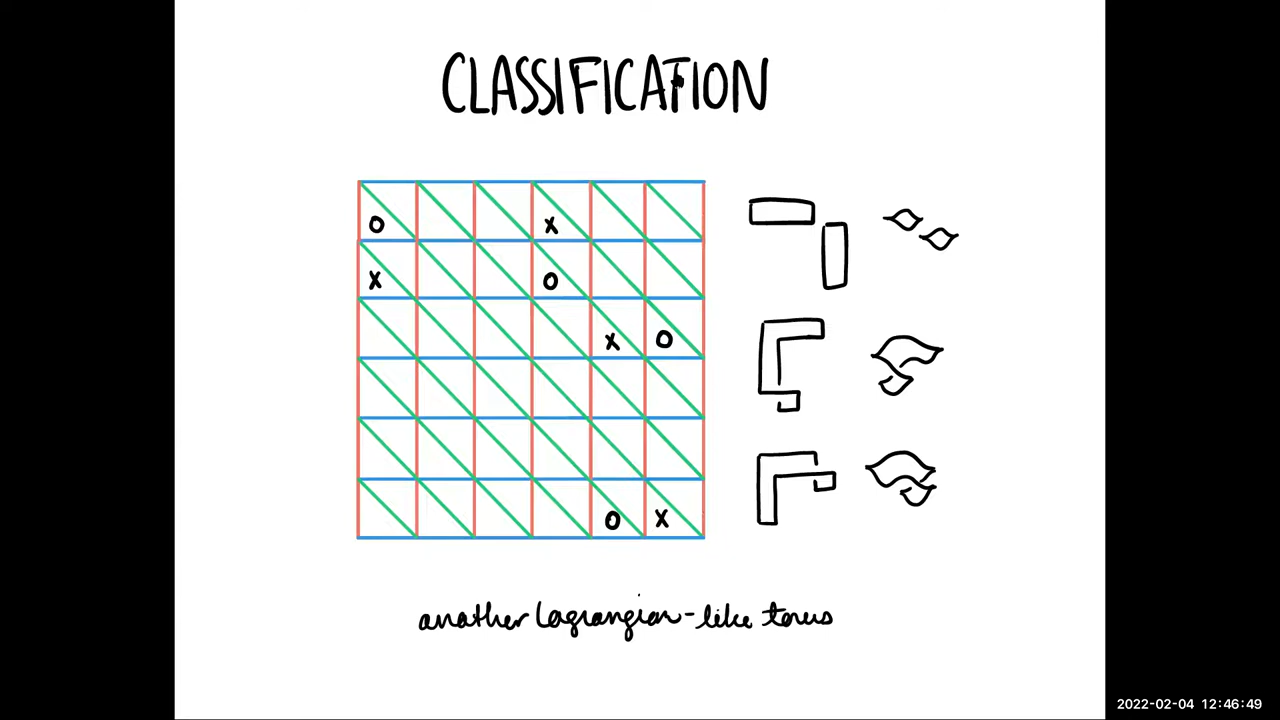 CLASSIFICATION
O X
X O
X O
O X
another Lagrangian-like torus
2022-02-04 12:46:49